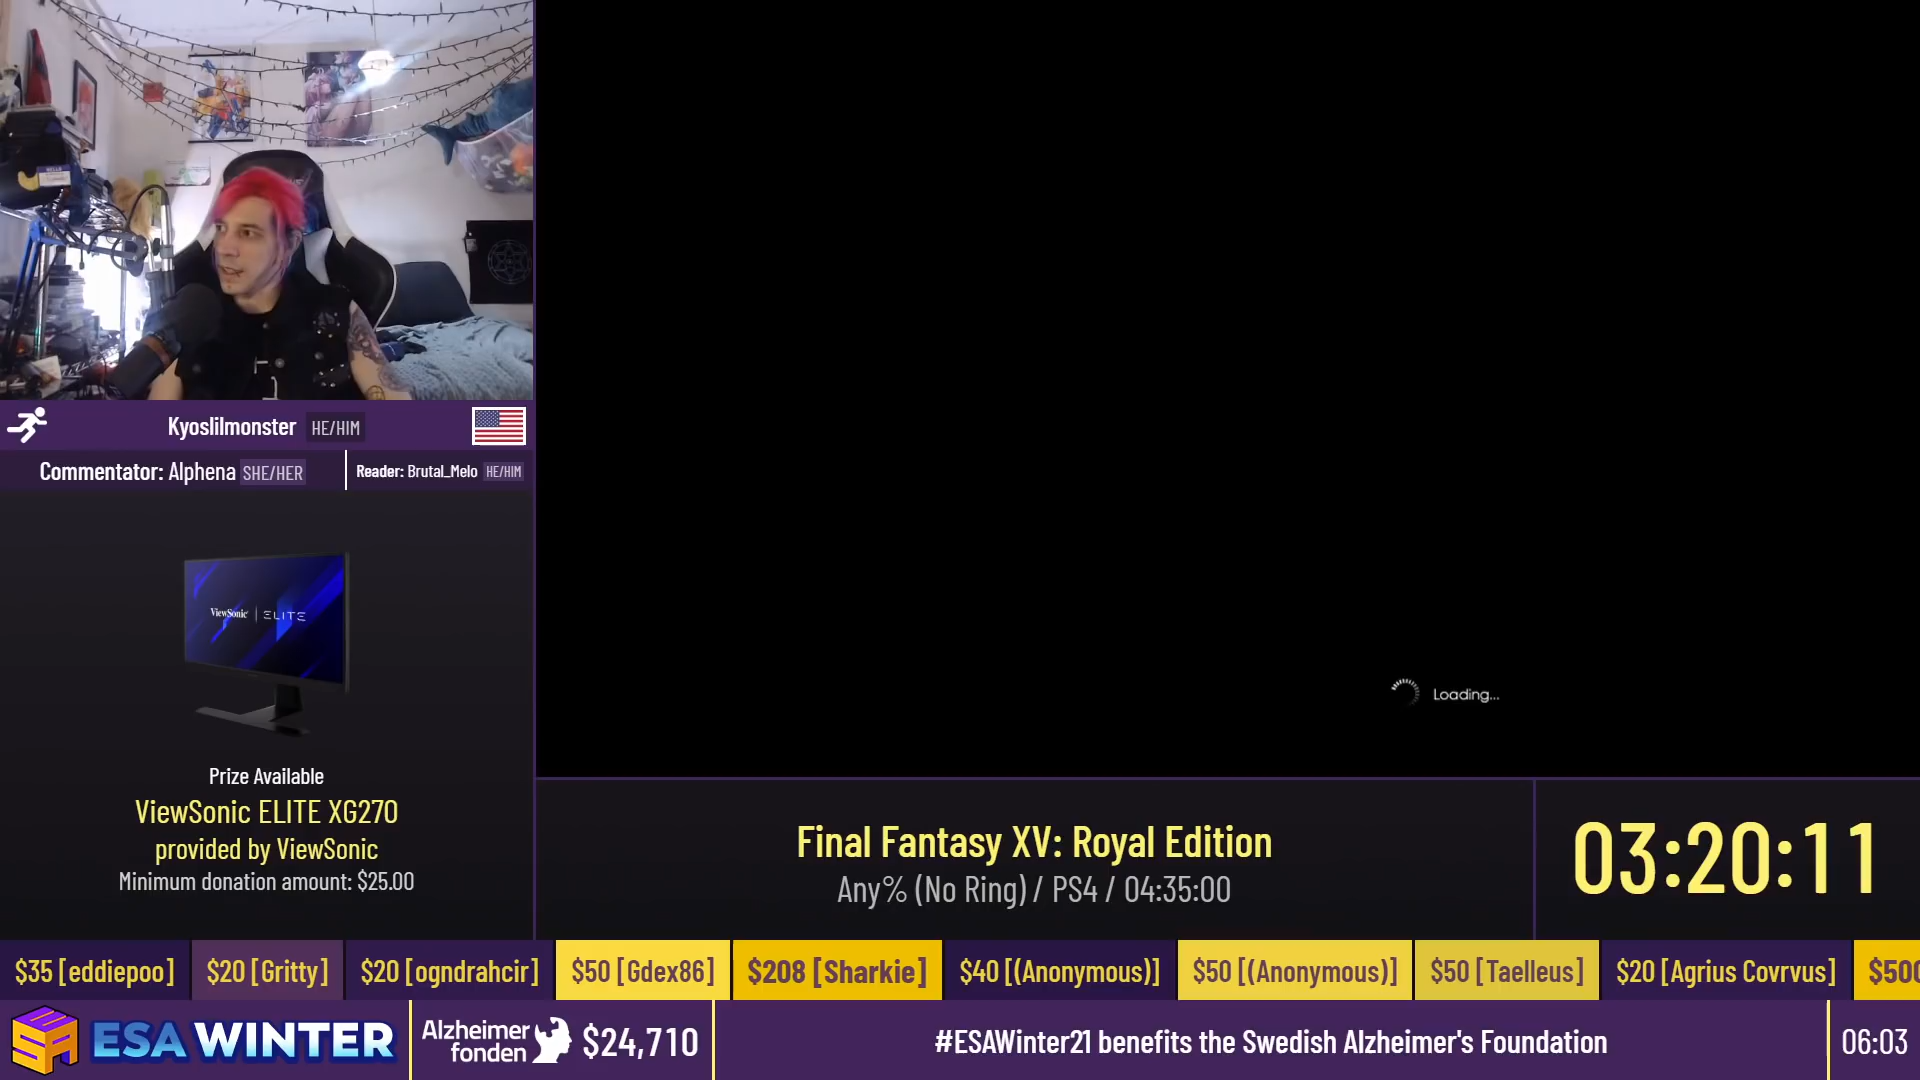 Kyoslilmonster HE/HIM
Commentator: Alphena SHE/HER
Reader: Brutal_Melo HE/HIM
ViewSonic | ELITE
Prize Available
ViewSonic ELITE XG270
provided by ViewSonic
Minimum donation amount: $25.00
Loading...
Final Fantasy XV: Royal Edition
Any% (No Ring) / PS4 / 04:35:00
03:20:11
$35 [eddiepoo] $20 [Gritty] $20 [ogndrahcir] $50 [Gdex86] $208 [Sharkie] $40 [(Anonymous)] $50 [(Anonymous)] $50 [Taelleus] $20 [Agrius Covrvus] $500
ESA WINTER
Alzheimer
fonden
$24,710
#ESAWinter21 benefits the Swedish Alzheimer's Foundation
06:03